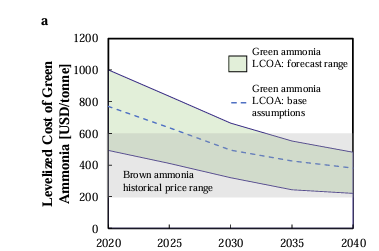 a
Levelized Cost of Green
Ammonia [USD/tonne]
1200
1000
800
600
400
200
0
Green ammonia
LCOA: forecast range
Green ammonia
LCOA: base
assumptions
Brown ammonia
historical price range
2020
2025
2030
2035
2040